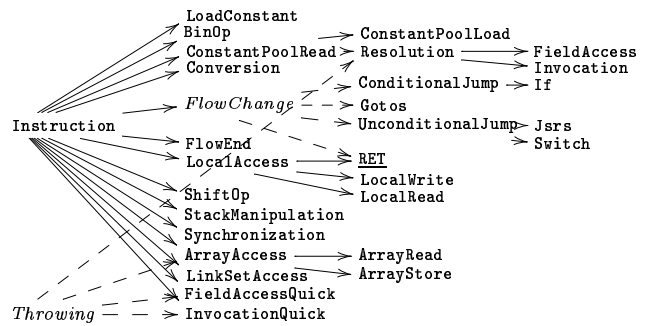 LoadConstant
BinOp
ConstantPoolLoad
ConstantPoolRead
Resolution
FieldAccess
Conversion
Invocation
ConditionalJump
If
FlowChange
Gotos
Instruction
UnconditionalJump
Jsrs
FlowEnd
Switch
LocalAccess
RET
LocalWrite
ShiftOp
LocalRead
StackManipulation
Synchronization
ArrayAccess
ArrayRead
LinkSetAccess
ArrayStore
FieldAccessQuick
Throwing
InvocationQuick